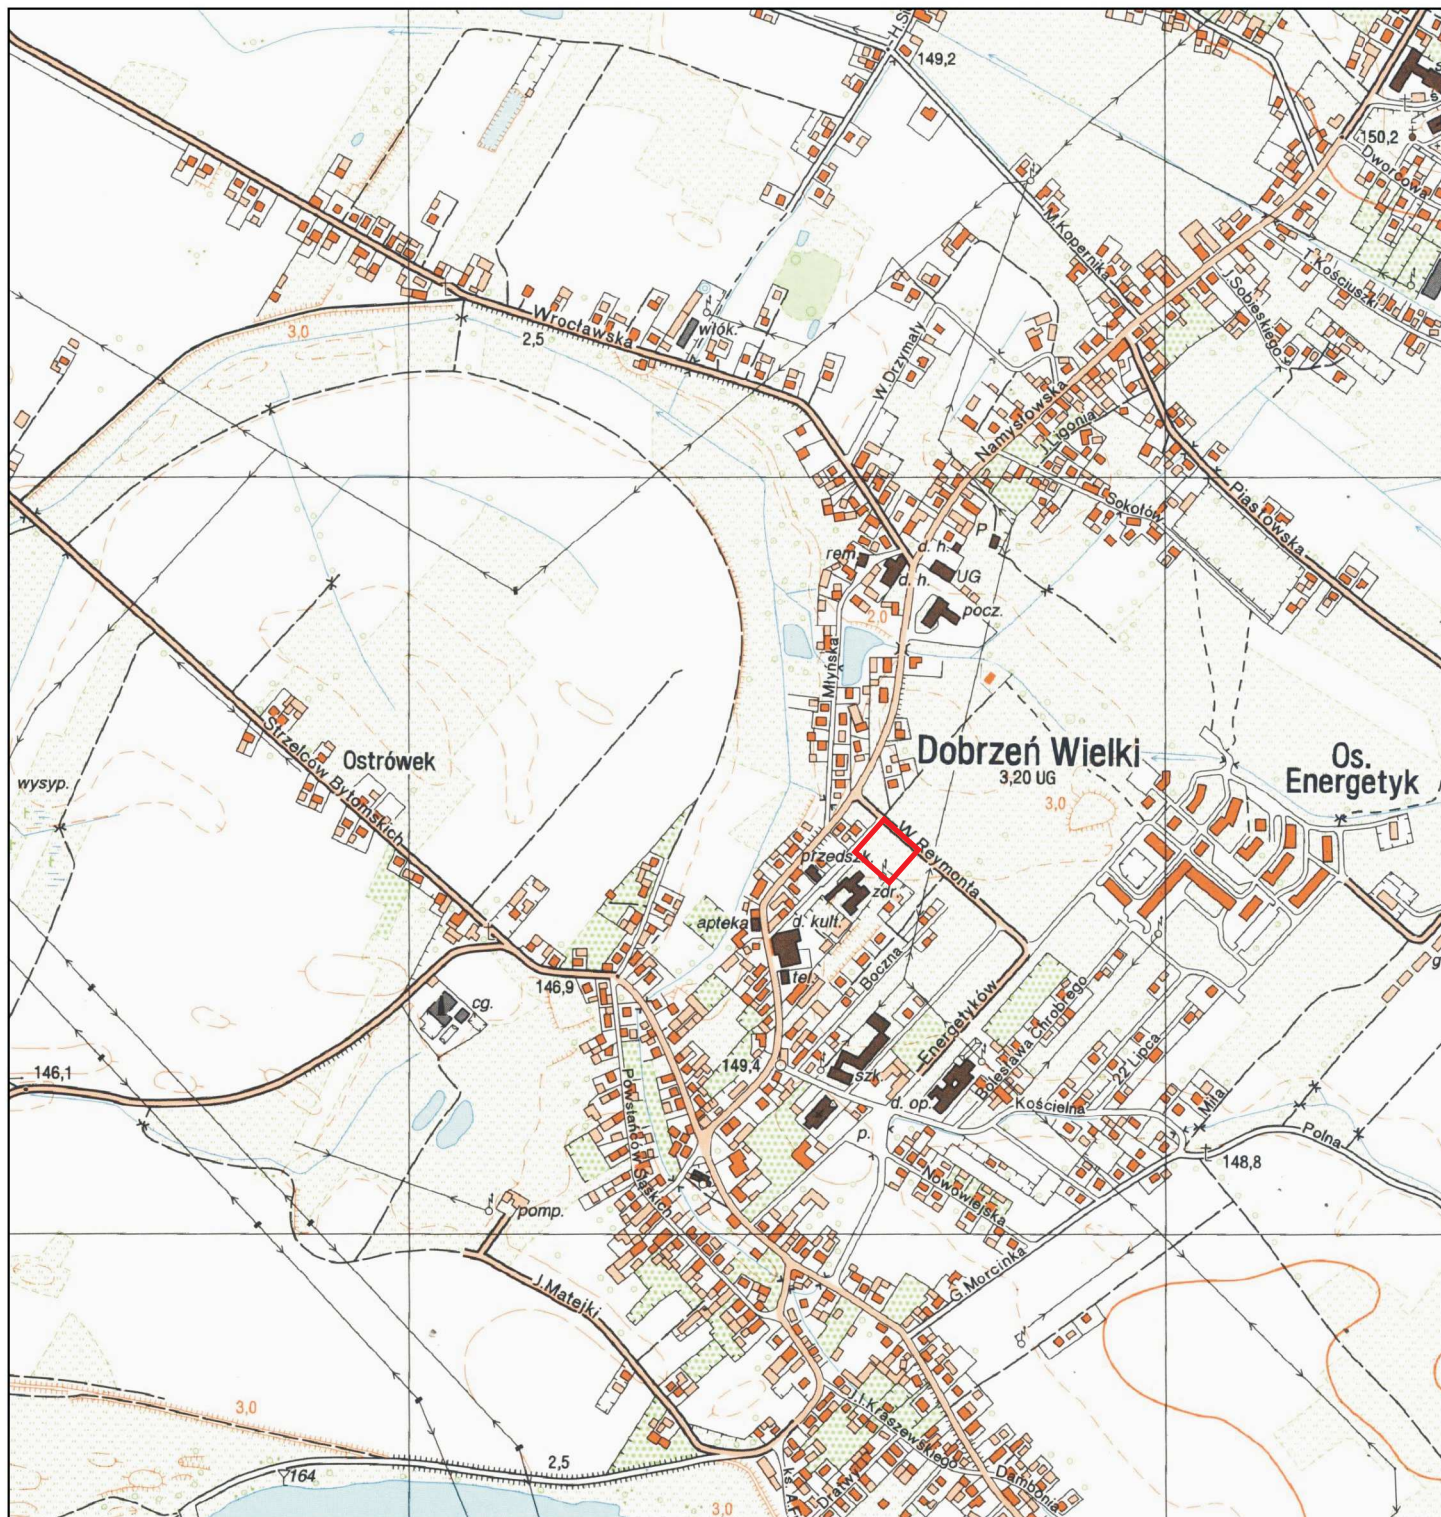 149,2
150,2
Dworcowa
M. Kopernika
T. Kościuszki
J. Sobieskiego
3,0
Wrocławska
2,5
włók.
W. Drzymały
Namysłowska
J. Ligonia
Sokołów
Piastowska
P
d. h.
rem.
d. h.
UG
pocz.
2,0
Młyńska
Strzelców Bytomskich
Ostrówek
wysyp.
Dobrzeń Wielki
3,20 UG
3,0
Os.
Energetyk
W. Reymonta
przedszk.
zdr.
apteka
d. kult.
tel.
Boczna
146,9
cg.
146,1
Energetyków
Bolesława Chrobrego
22 Lipca
149,4
szk.
d. op.
Kościelna
Miła
Polna
p.
148,8
Powstańców Śląskich
Nowowiejska
pomp.
G. Morcinka
J. Matejki
3,0
J.I. Kraszewskiego
Dambonia
Dratwy
2,5
164
3,0